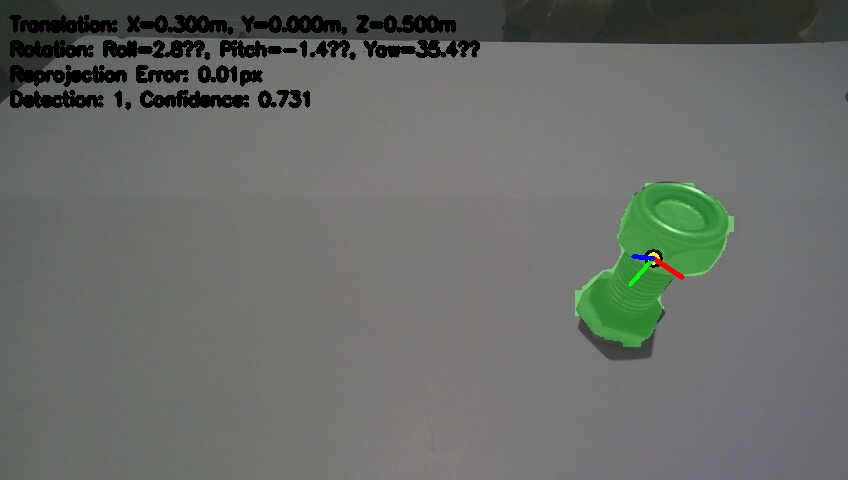 Translation: X=0.300m, Y=0.000m, Z=0.500m
Rotation: Roll=2.8??, Pitch=-1.4??, Yaw=35.4??
Reprojection Error: 0.01px
Detection: 1, Confidence: 0.731